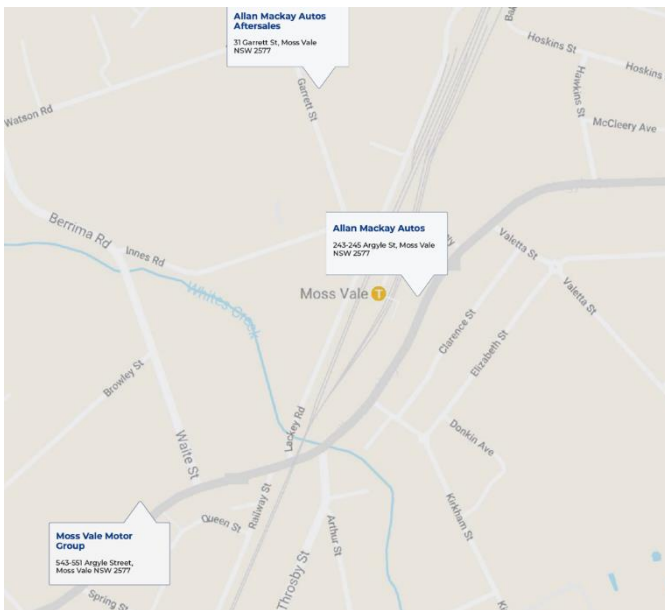 Allan Mackay Autos
Aftersales
31 Garrett St, Moss Vale
NSW 2577
Hoskins St
Hoskins
Hawkins St
McCleery Ave
Garrett St
Watson Rd
Berrima Rd
Innes Rd
Allan Mackay Autos
243-245 Argyle St, Moss Vale
NSW 2577
Valetta St
Valetta St
Whites Creek
Moss Vale T
Clarence St
Elizabeth St
Browley St
Lackey Rd
Donkin Ave
Waite St
Railway St
Queen St
Kirkham St
Arthur St
Throsby St
Moss Vale Motor
Group
543-551 Argyle Street,
Moss Vale NSW 2577
Spring St